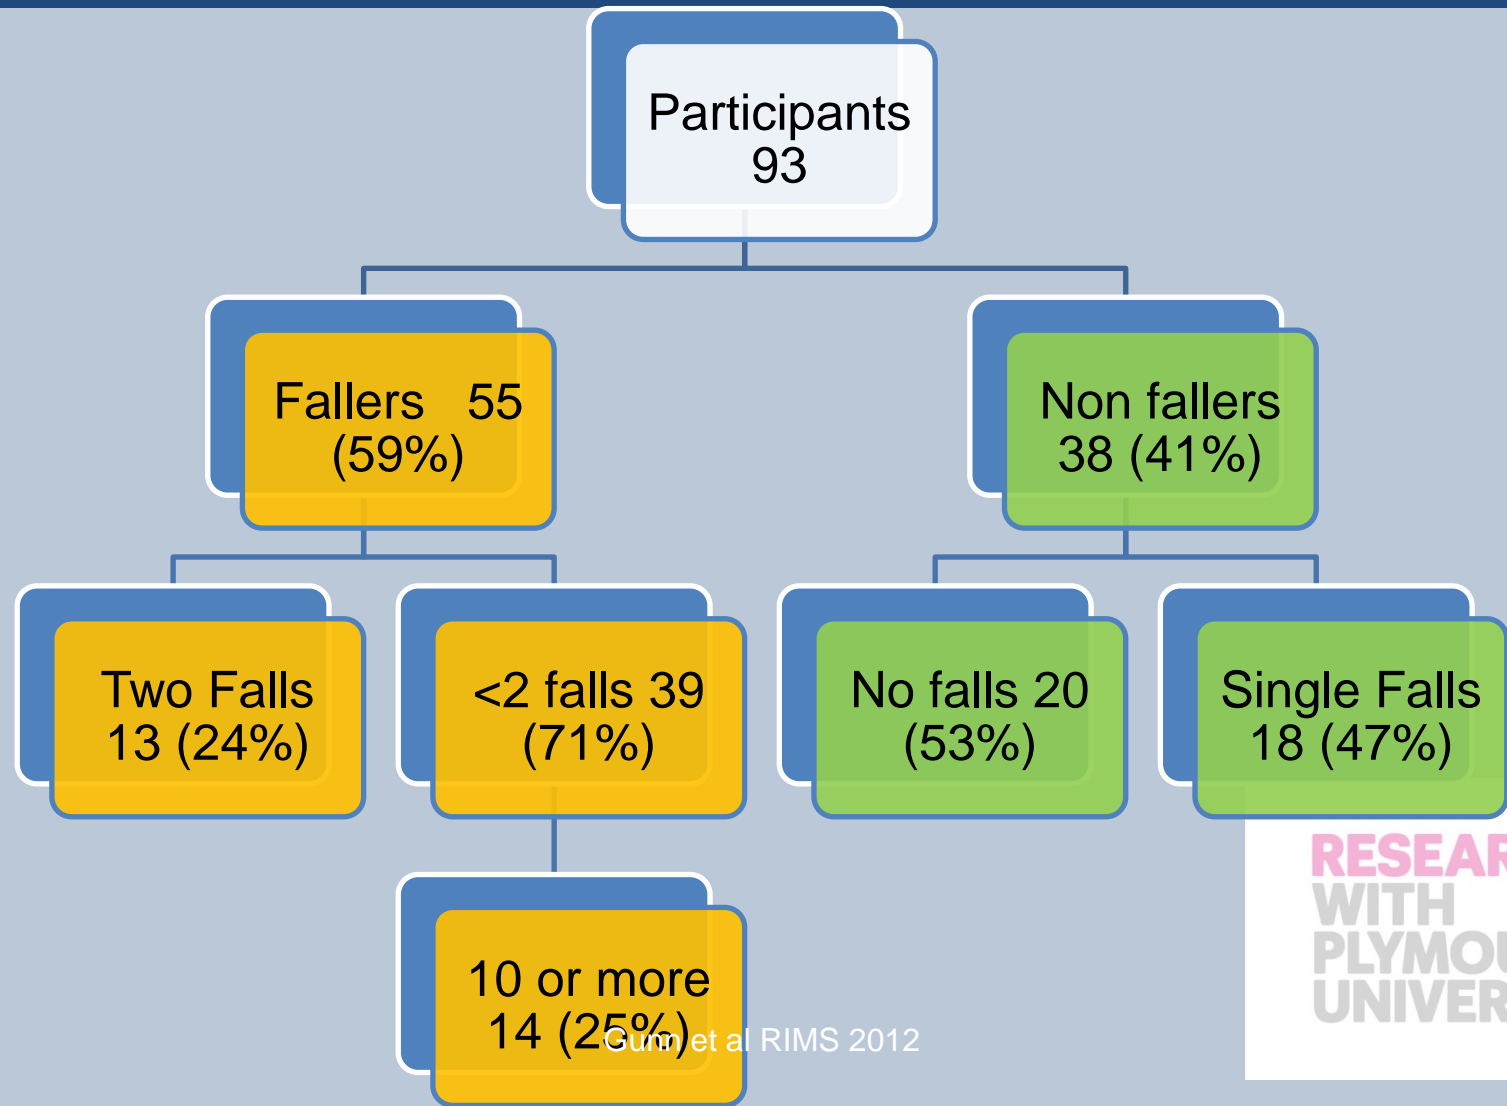 Participants
93
Fallers 55
(59%)
Non fallers
38 (41%)
Two Falls
13 (24%)
<2 falls 39
(71%)
No falls 20
(53%)
Single Falls
18 (47%)
10 or more
14 (25%)
Gunn et al RIMS 2012
RESEAR
WITH
PLYMOU
UNIVER